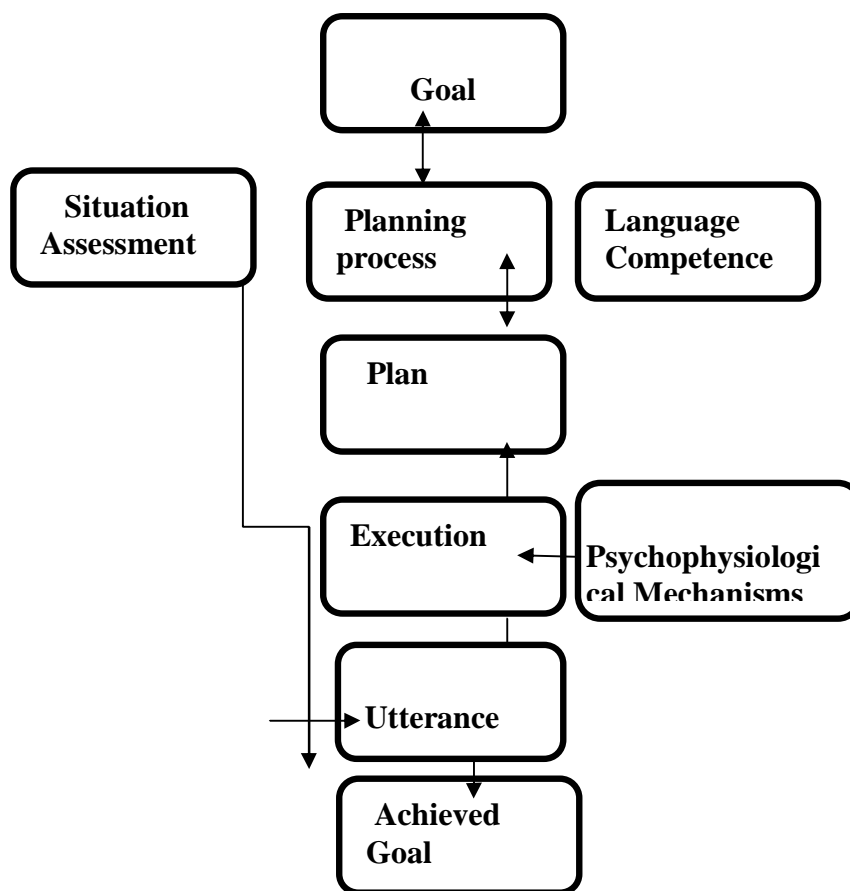 Goal
Situation
Assessment
Planning
process
Language
Competence
Plan
Execution
Psychophysiologi
cal Mechanisms
Utterance
Achieved
Goal